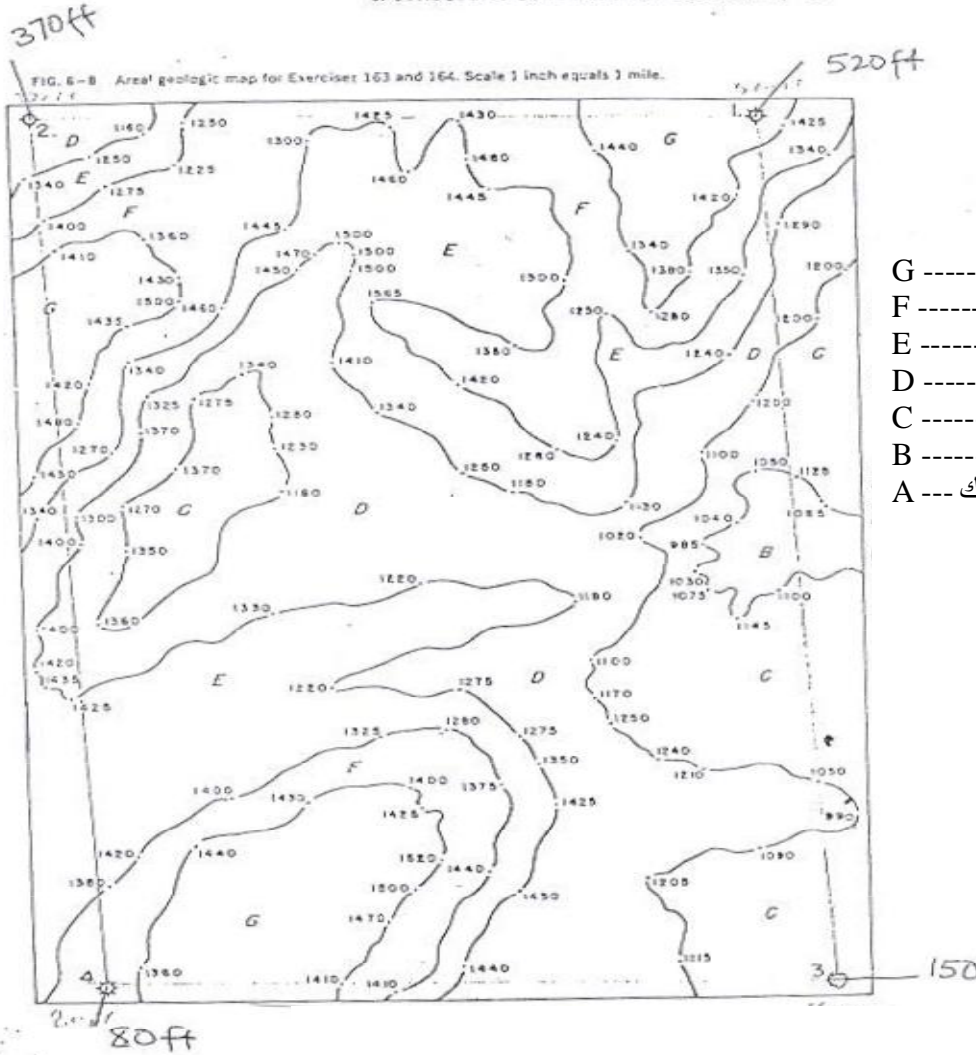 370ft
520ft
FIG. 6-8 Areal geologic map for Exercises 163 and 164. Scale 1 inch equals 1 mile.
2. 1.
D 1160 1250 1425 1430 G 1425
1300 1440 1340
1250 1225 1460 1480
1340 E 1275 1445 F 1420
F
1400 1360 1445 1500 1290
1410 1470 1500 E 1340
1430 1450 1500 1300 1380 1350 1200
G 1500 1460 1565 1250 1280 1200
1435
1340 1410 1380 E 1240 D C
1420 1340 1420
1325 1275 1340 1280 1200
1480 1370 1230 1240
1270 1280 1100
1430 1370 1250 1050 1125
1340 1270 C 1160 D 1180 1130 1040 1085
1300 1020
1400 1350 985 B
1220 1030
1330 1180 1075 1100
1400 1360 1145
1420 1100
1435 E 1220 1275 D C
1425 1170
1250
1325 1280 1275
1240
F 1350 1210 1050
1400 1430 1400 1375
1425 1425 990
1420 1440 1520 1440 1090
1380 1500 1450 1205
G 1470 C
1360 1440 1015
4. 1410 1410 3. 150
80ft
G ------
F ------
E ------
D ------
C ------
B ------
A ---